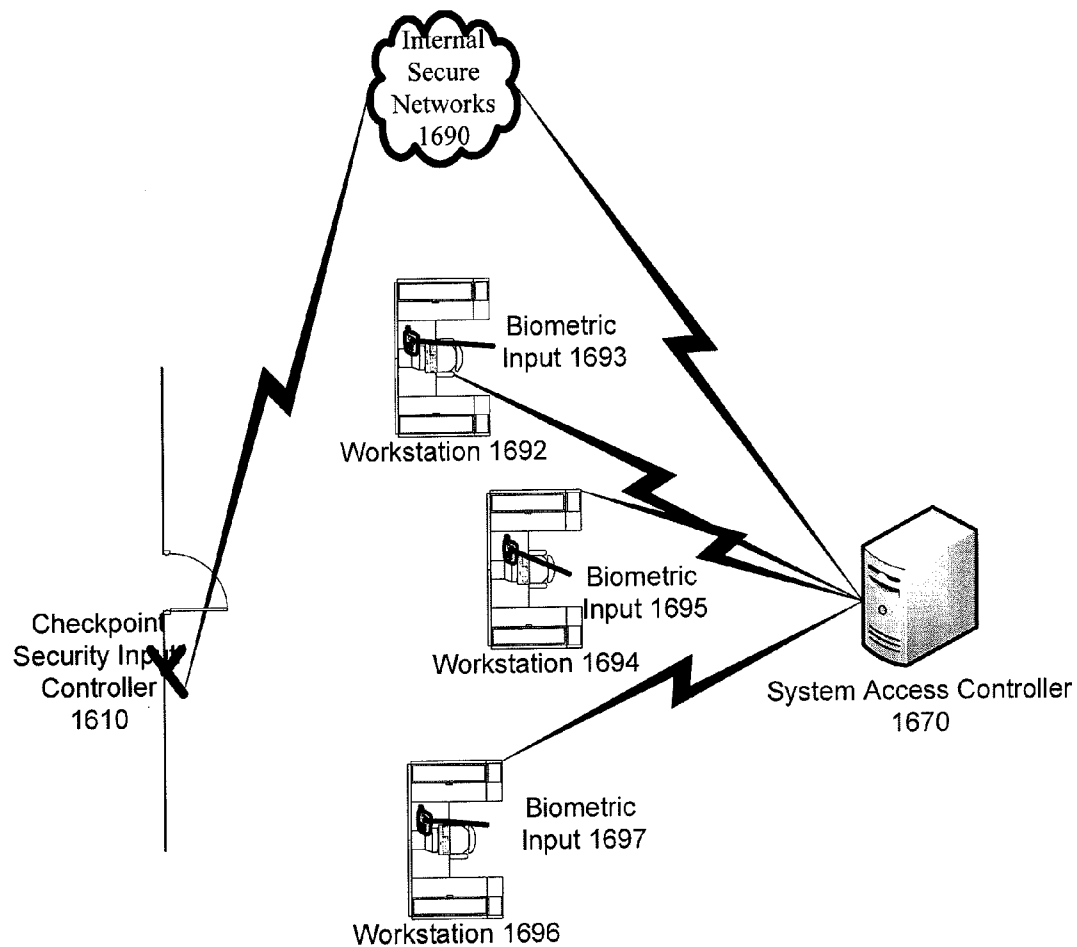 Internal
Secure
Networks
1690
Biometric
Input 1693
Workstation 1692
Biometric
Input 1695
Workstation 1694
Checkpoint
Security Input
Controller
1610
System Access Controller
1670
Biometric
Input 1697
Workstation 1696